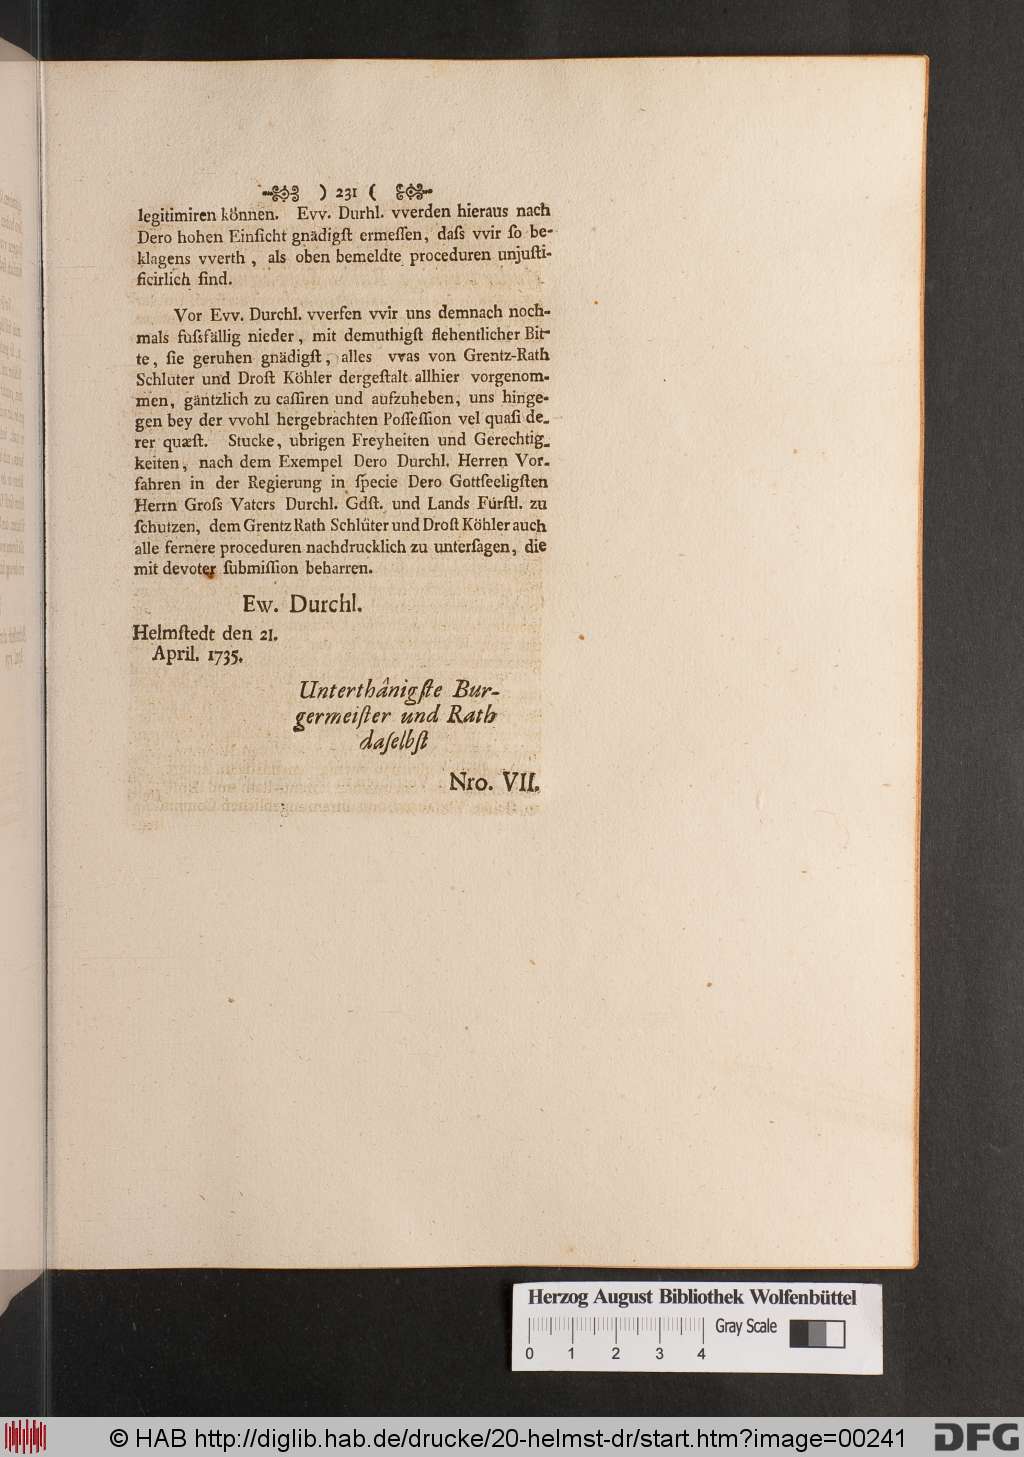 ) 231 (
legitimiren können. Evv. Durhl. vverden hieraus nach
Dero hohen Einſicht gnädigſt ermeſſen, daſs vvir ſo be-
klagens vverth, als oben bemeldte proceduren unjuſti-
ficirlich ſind.
Vor Evv. Durchl. vverfen vvir uns demnach noch-
mals fuſsfällig nieder, mit demuthigſt flehentlicher Bit-
te, ſie geruhen gnädigſt, alles vvas von Grentz-Rath
Schluter und Droſt Köhler dergeſtalt allhier vorgenom-
men, gäntzlich zu caſſiren und aufzuheben, uns hinge-
gen bey der vvohl hergebrachten Poſſeſſion vel quaſi de-
rer quæſt. Stucke, ubrigen Freyheiten und Gerechtig-
keiten, nach dem Exempel Dero Durchl. Herren Vor-
fahren in der Regierung in ſpecie Dero Gottſeeligſten
Herrn Groſs Vaters Durchl. Gdſt. und Lands Fürſtl. zu
ſchutzen, dem Grentz Rath Schlüter und Droſt Köhler auch
alle fernere proceduren nachdrucklich zu unterſagen, die
mit devoter ſubmiſſion beharren.
Ew. Durchl.
Helmſtedt den 21.
April. 1735.
Unterthânigſte Bur-
germeiſter und Rath
daſelbſt
Nro. VII.
Herzog August Bibliothek Wolfenbüttel
Gray Scale
0 1 2 3 4
© HAB http://diglib.hab.de/drucke/20-helmst-dr/start.htm?image=00241
DFG